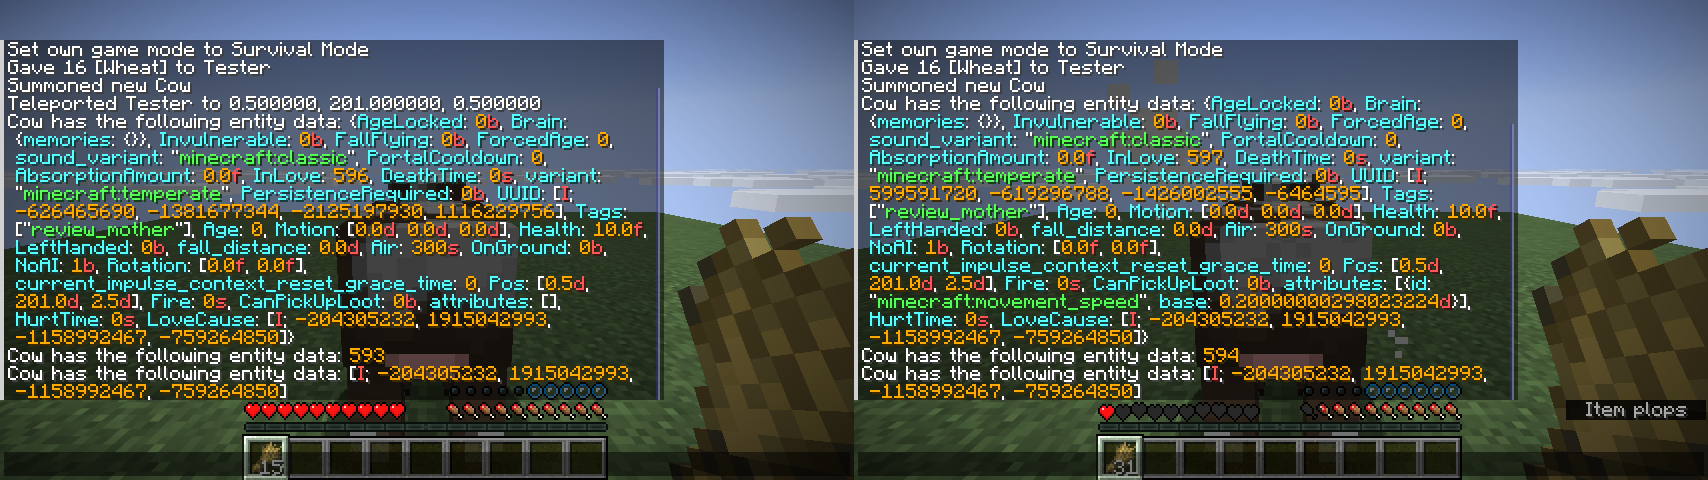 Set own game mode to Survival Mode
Gave 16 [Wheat] to Tester
Summoned new Cow
Teleported Tester to 0.500000, 201.000000, 0.500000
Cow has the following entity data: {AgeLocked: 0b, Brain:
{memories: {}}, Invulnerable: 0b, FallFlying: 0b, ForcedAge: 0,
sound_variant: "minecraft:classic", PortalCooldown: 0,
AbsorptionAmount: 0.0f, InLove: 596, DeathTime: 0s, variant:
"minecraft:temperate", PersistenceRequired: 0b, UUID: [I;
-626465690, -1381677344, -2125197930, 1116229756], Tags:
["review_mother"], Age: 0, Motion: [0.0d, 0.0d, 0.0d], Health: 10.0f,
LeftHanded: 0b, fall_distance: 0.0d, Air: 300s, OnGround: 0b,
NoAI: 1b, Rotation: [0.0f, 0.0f],
current_impulse_context_reset_grace_time: 0, Pos: [0.5d,
201.0d, 2.5d], Fire: 0s, CanPickUpLoot: 0b, attributes: [],
HurtTime: 0s, LoveCause: [I; -204305232, 1915042993,
-1158992467, -759264850]}
Cow has the following entity data: 593
Cow has the following entity data: [I; -204305232, 1915042993,
-1158992467, -759264850]
15
Set own game mode to Survival Mode
Gave 16 [Wheat] to Tester
Summoned new Cow
Cow has the following entity data: {AgeLocked: 0b, Brain:
{memories: {}}, Invulnerable: 0b, FallFlying: 0b, ForcedAge: 0,
sound_variant: "minecraft:classic", PortalCooldown: 0,
AbsorptionAmount: 0.0f, InLove: 597, DeathTime: 0s, variant:
"minecraft:temperate", PersistenceRequired: 0b, UUID: [I;
599591720, -619296788, -1426002555, -6464595], Tags:
["review_mother"], Age: 0, Motion: [0.0d, 0.0d, 0.0d], Health: 10.0f,
LeftHanded: 0b, fall_distance: 0.0d, Air: 300s, OnGround: 0b,
NoAI: 1b, Rotation: [0.0f, 0.0f],
current_impulse_context_reset_grace_time: 0, Pos: [0.5d,
201.0d, 2.5d], Fire: 0s, CanPickUpLoot: 0b, attributes: [{id:
"minecraft:movement_speed", base: 0.20000000298023224d}],
HurtTime: 0s, LoveCause: [I; -204305232, 1915042993,
-1158992467, -759264850]}
Cow has the following entity data: 594
Cow has the following entity data: [I; -204305232, 1915042993,
-1158992467, -759264850]
Item plops
31